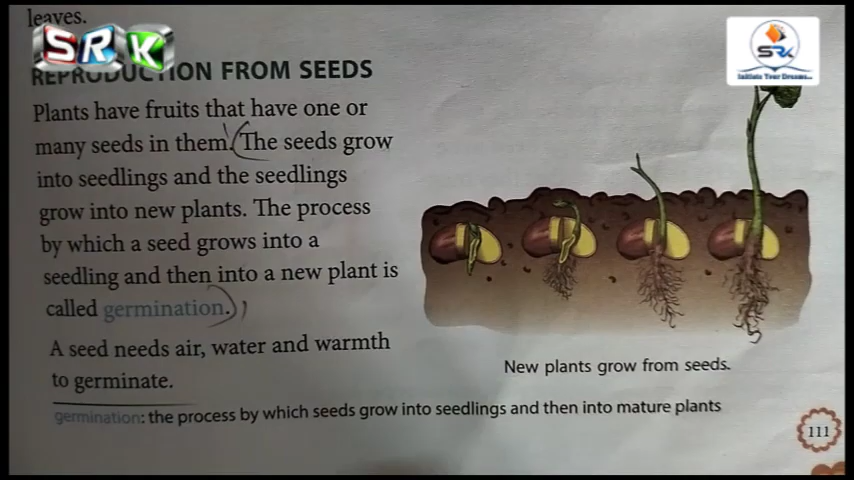 leaves.
SRK
SRK
Initiate Your Dreams..
REPRODUCTION FROM SEEDS
Plants have fruits that have one or
many seeds in them. The seeds grow
into seedlings and the seedlings
grow into new plants. The process
by which a seed grows into a
seedling and then into a new plant is
called germination.
A seed needs air, water and warmth
to germinate.
New plants grow from seeds.
germination: the process by which seeds grow into seedlings and then into mature plants
111